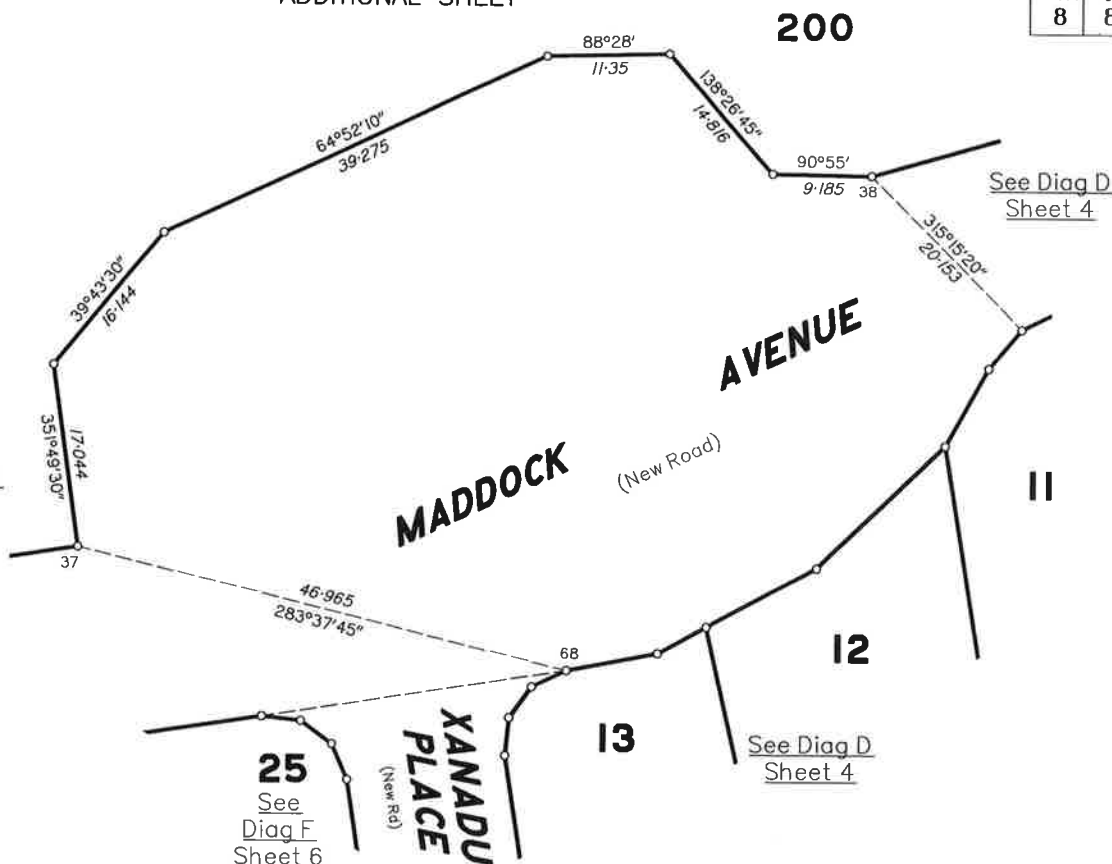 ADDITIONAL SHEET
8 8
200
88°28'
11·35
138°26'45"
14·816
64°52'10"
39·275
90°55'
9·185
38
See Diag D
Sheet 4
315°15'20"
20·153
39°43'30"
16·144
AVENUE
351°49'30"
17·044
MADDOCK
(New Road)
11
37
46·965
283°37'45"
68
12
13
XANADU
PLACE
(New Rd)
See Diag D
Sheet 4
25
See
Diag F
Sheet 6